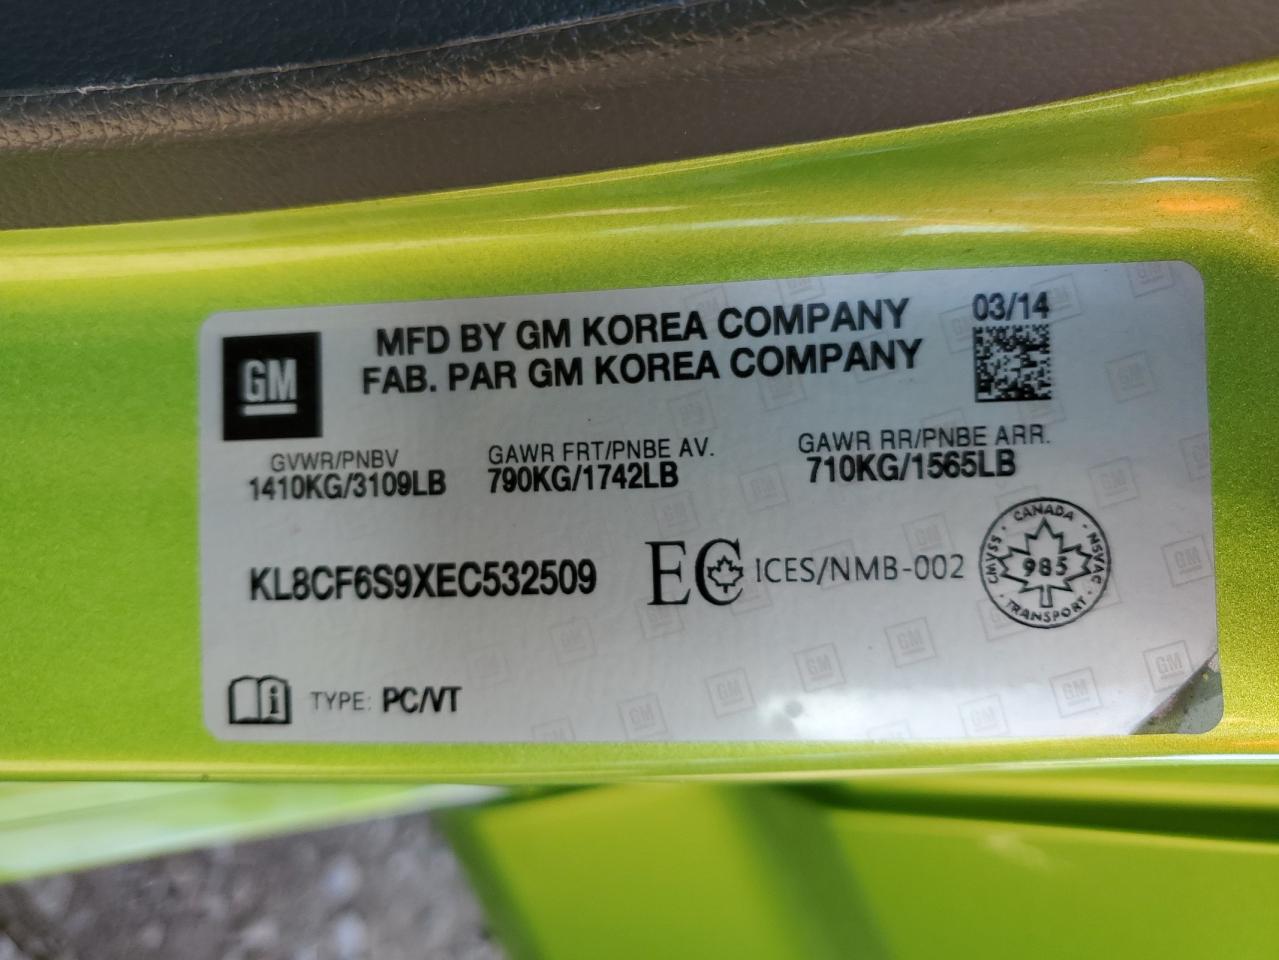 GM
MFD BY GM KOREA COMPANY
FAB. PAR GM KOREA COMPANY
03/14
GVWR/PNBV
1410KG/3109LB
GAWR FRT/PNBE AV.
790KG/1742LB
GAWR RR/PNBE ARR.
710KG/1565LB
KL8CF6S9XEC532509
EC
ICES/NMB-002
CANADA
CMVSS
985
NSVAC
TRANSPORT
TYPE: PC/VT